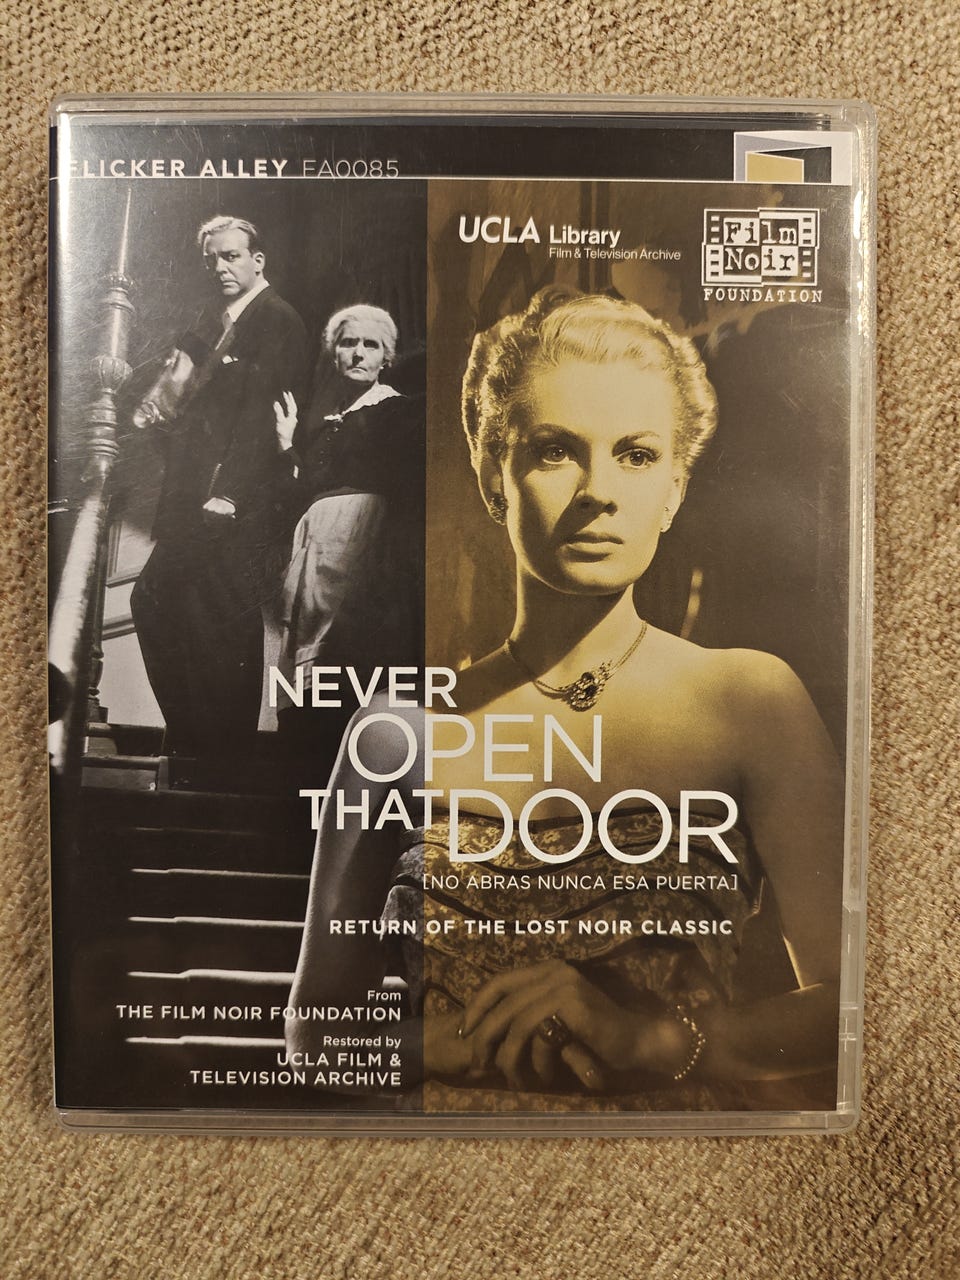 FLICKER ALLEY FA0085
UCLA Library
Film & Television Archive
Film
Noir
FOUNDATION
NEVER
OPEN
THAT DOOR
[NO ABRAS NUNCA ESA PUERTA]
RETURN OF THE LOST NOIR CLASSIC
From
THE FILM NOIR FOUNDATION
Restored by
UCLA FILM &
TELEVISION ARCHIVE